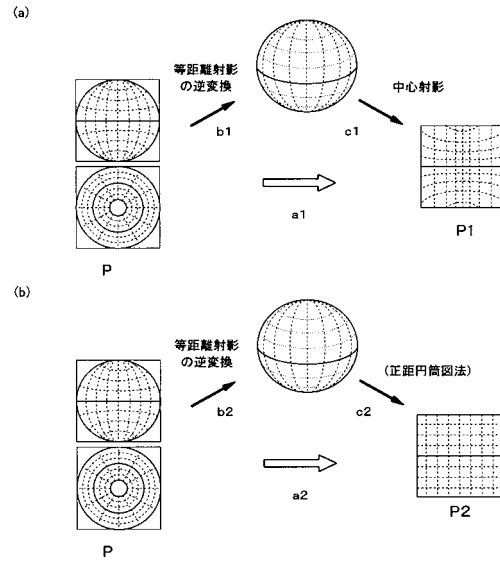 (a)
等距離射影
の逆変換
中心射影
b1
c1
a1
P1
P
(b)
等距離射影
の逆変換
(正距円筒図法)
b2
c2
a2
P2
P